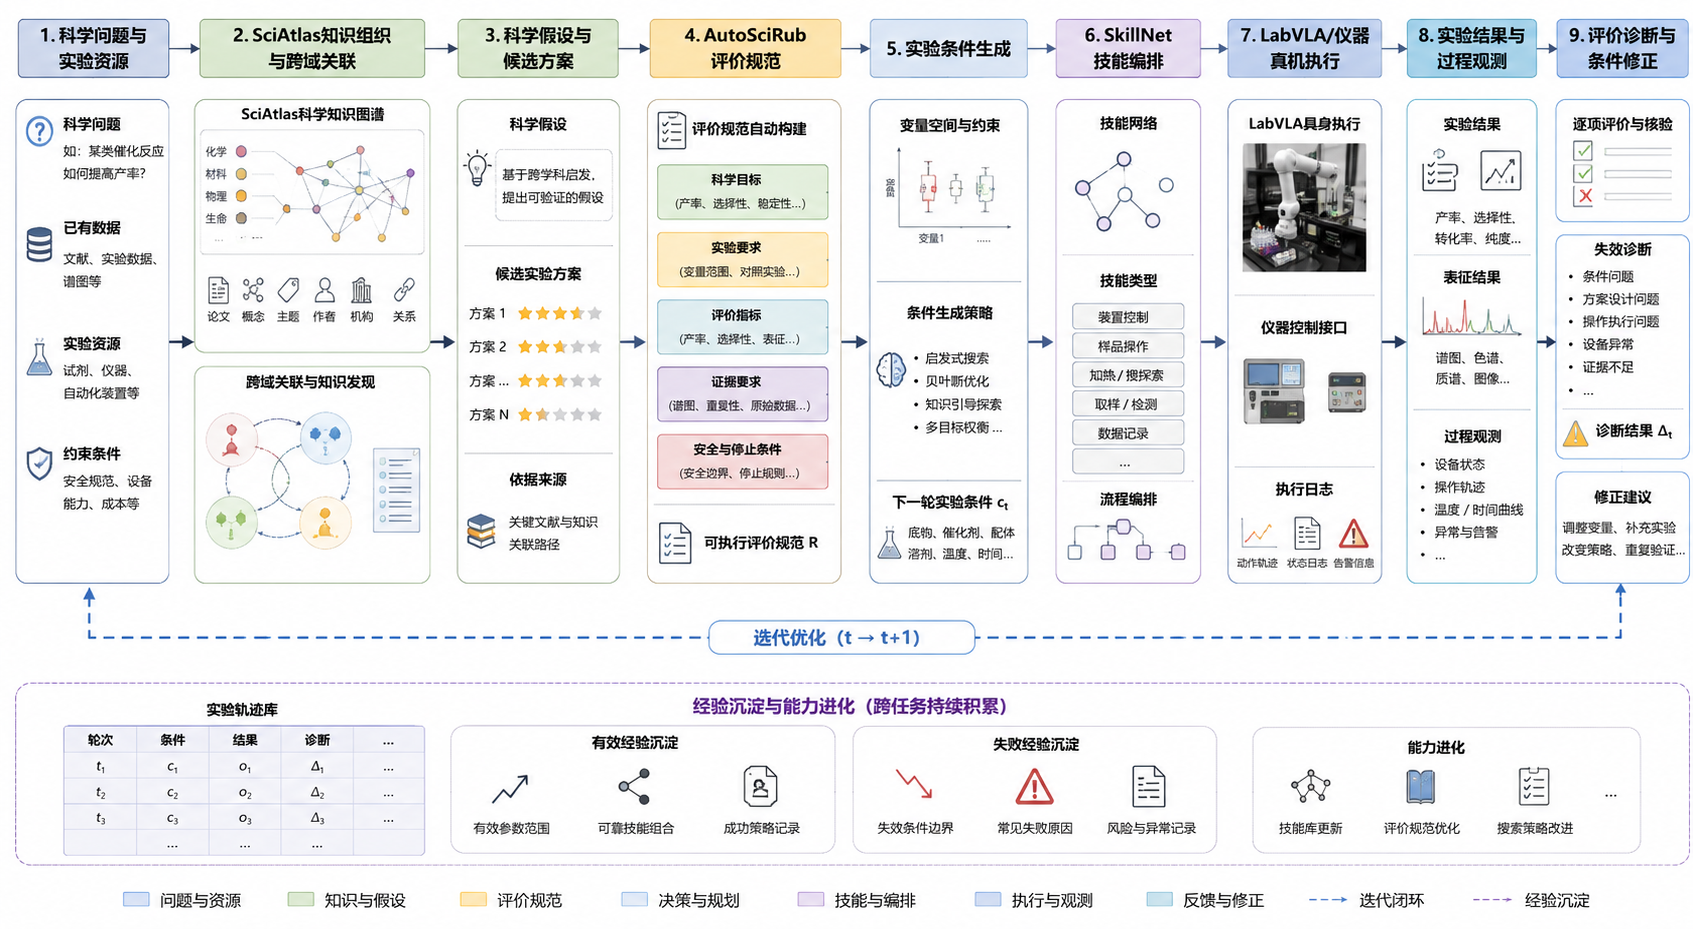 1. 科学问题与
实验资源
2. SciAtlas知识组织
与跨域关联
3. 科学假设与
候选方案
4. AutoSciRub
评价规范
5. 实验条件生成
6. SkillNet
技能编排
7. LabVLA/仪器
真机执行
8. 实验结果与
过程观测
9. 评价诊断与
条件修正
科学问题
如：某类催化反应
如何提高产率？
已有数据
文献、实验数据、
谱图等
实验资源
试剂、仪器、
自动化装置等
约束条件
安全规范、设备
能力、成本等
SciAtlas科学知识图谱
化学
材料
物理
生命
...
论文
概念
主题
作者
机构
关系
跨域关联与知识发现
科学假设
基于跨学科启发，
提出可验证的假设
候选实验方案
方案 1
方案 2
方案 ...
方案 N
依据来源
关键文献与知识
关联路径
评价规范自动构建
科学目标
（产率、选择性、稳定性...）
实验要求
（变量范围、对照实验...）
评价指标
（产率、选择性、表征...）
证据要求
（谱图、重复性、原始数据...）
安全与停止条件
（安全边界、停止规则...）
可执行评价规范 R
变量空间与约束
变量1
.....
条件生成策略
• 启发式搜索
• 贝叶斯优化
• 知识引导探索
• 多目标权衡 ...
下一轮实验条件 cₜ
底物、催化剂、配体
溶剂、温度、时间...
技能网络
技能类型
装置控制
样品操作
取样 / 检测
数据记录
...
流程编排
LabVLA具身执行
仪器控制接口
执行日志
动作轨迹
状态日志
告警信息
实验结果
产率、选择性、
转化率、纯度...
表征结果
谱图、色谱、
质谱、图像...
过程观测
• 设备状态
• 操作轨迹
• 温度 / 时间曲线
• 异常与告警
• ...
逐项评价与核验
失效诊断
• 条件问题
• 方案设计问题
• 操作执行问题
• 设备异常
• 证据不足
• ...
诊断结果 Δₜ
修正建议
调整变量、补充实验
改变策略、重复验证...
迭代优化（t → t+1）
经验沉淀与能力进化（跨任务持续积累）
实验轨迹库
轮次 条件 结果 诊断 ...
t₁ c₁ o₁ Δ₁ ...
t₂ c₂ o₂ Δ₂ ...
t₃ c₃ o₃ Δ₃ ...
... ... ...
有效经验沉淀
有效参数范围
可靠技能组合
成功策略记录
失败经验沉淀
失效条件边界
常见失败原因
风险与异常记录
能力进化
技能库更新
评价规范优化
搜索策略改进
...
问题与资源
知识与假设
评价规范
决策与规划
技能与编排
执行与观测
反馈与修正
迭代闭环
经验沉淀